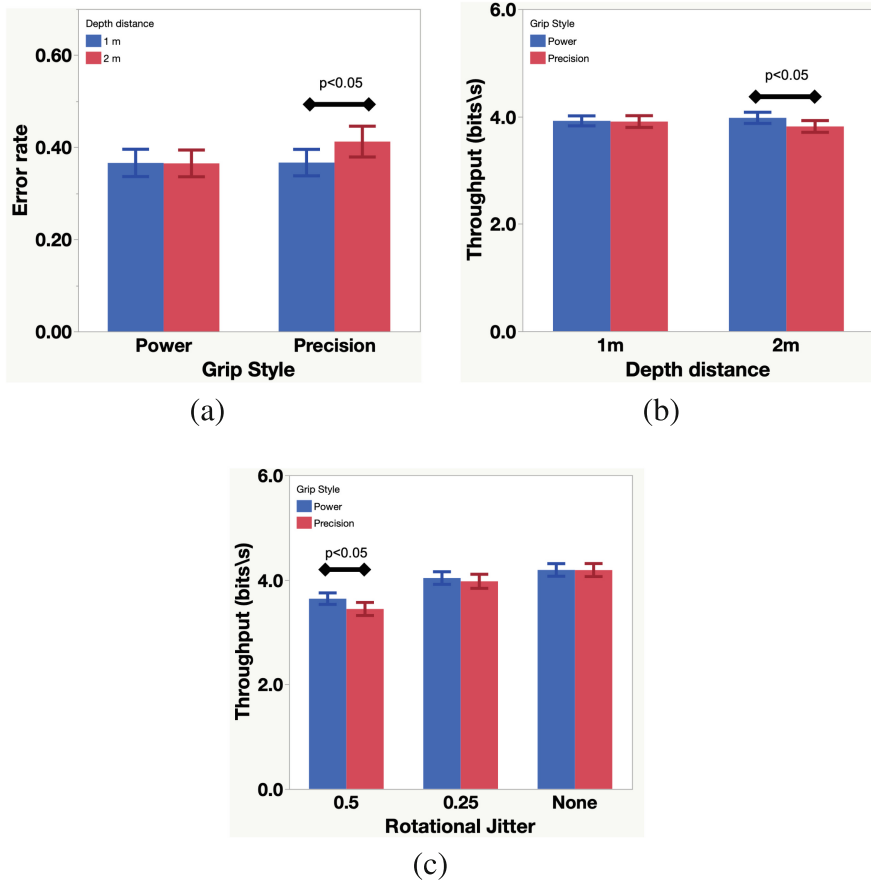 Depth distance
1 m
2 m
p<0.05
0.60
0.40
0.20
0.00
Error rate
Power Precision
Grip Style
(a)
Grip Style
Power
Precision
p<0.05
6.0
4.0
2.0
0.0
Throughput (bits\s)
1m 2m
Depth distance
(b)
Grip Style
Power
Precision
p<0.05
6.0
4.0
2.0
0.0
Throughput (bits\s)
0.5 0.25 None
Rotational Jitter
(c)